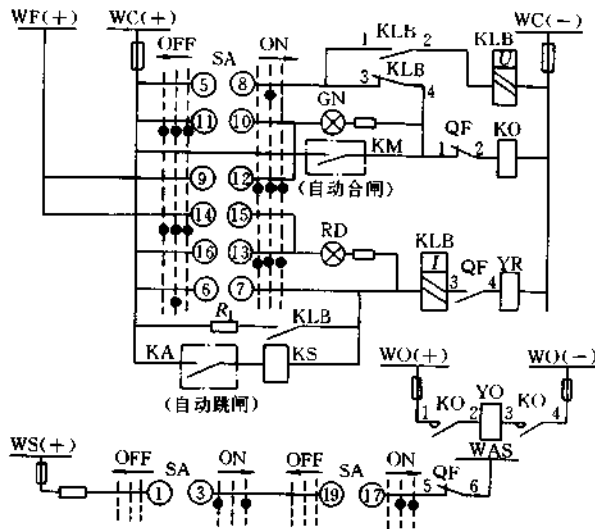 WF(+) WC(+) WC(−)
OFF SA ON
1 KLB 2 KLB
U
5 8 3 KLB 4
GN
11 10
QF KO
KM 1 2
9 12
(自动合闸)
14 15
RD KLB
16 13
I QF YR
3 4
6 7
R₁ KLB
KA KS
(自动跳闸)
WO(+) WO(−)
KO YO KO
1 2 3 4
WS(+) OFF SA ON OFF SA ON QF WAS
1 3 19 17 5 6